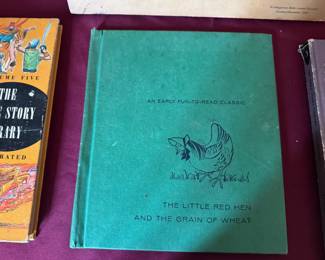 UME FIVE
THE
E STORY
RARY
TRATED
AN EARLY FUN-TO-READ CLASSIC
THE LITTLE RED HEN
AND THE GRAIN OF WHEAT